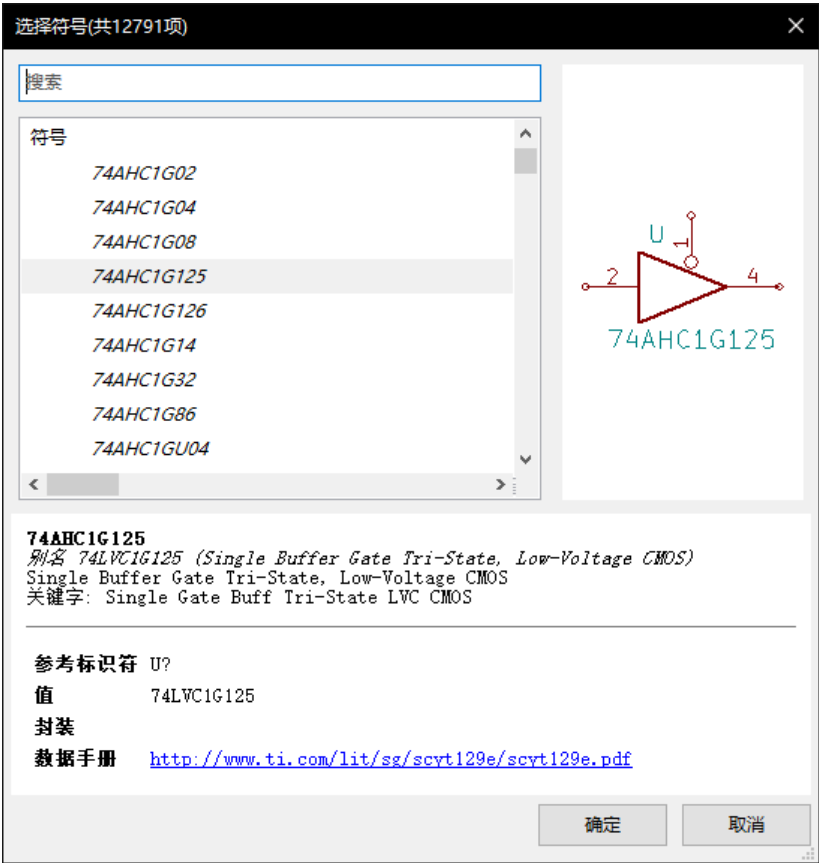 选择符号(共12791项)
搜索
符号
74AHC1G02
74AHC1G04
74AHC1G08
74AHC1G125
74AHC1G126
74AHC1G14
74AHC1G32
74AHC1G86
74AHC1GU04
U
1
2
4
74AHC1G125
74AHC1G125
别名 74LVC1G125 (Single Buffer Gate Tri-State, Low-Voltage CMOS)
Single Buffer Gate Tri-State, Low-Voltage CMOS
关键字: Single Gate Buff Tri-State LVC CMOS
参考标识符 U?
值 74LVC1G125
封装
数据手册 http://www.ti.com/lit/sg/scyt129e/scyt129e.pdf
确定 取消